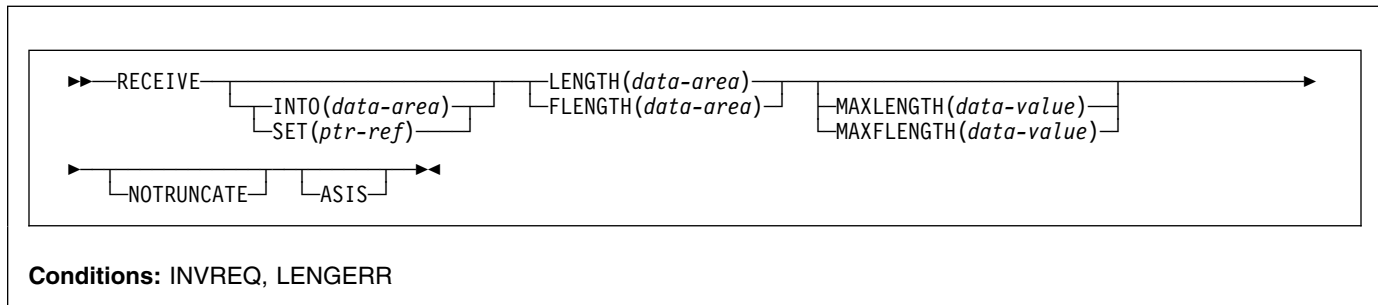 RECEIVE LENGTH(data-area)
INTO(data-area) FLENGTH(data-area) MAXLENGTH(data-value)
SET(ptr-ref) MAXFLENGTH(data-value)
NOTRUNCATE ASIS
Conditions: INVREQ, LENGERR